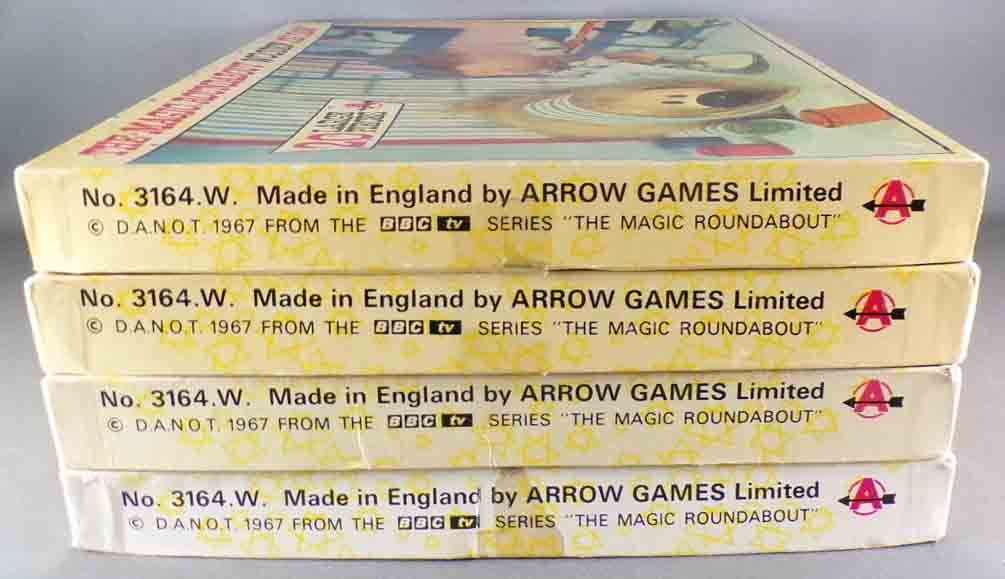 THE MAGIC ROUNDABOUT
No. 3164.W. Made in England by ARROW GAMES Limited A
© D.A.N.O.T. 1967 FROM THE BBC tv SERIES "THE MAGIC ROUNDABOUT"
No. 3164.W. Made in England by ARROW GAMES Limited A
© D.A.N.O.T. 1967 FROM THE BBC tv SERIES "THE MAGIC ROUNDABOUT"
No. 3164.W. Made in England by ARROW GAMES Limited A
© D.A.N.O.T. 1967 FROM THE BBC tv SERIES "THE MAGIC ROUNDABOUT"
No. 3164.W. Made in England by ARROW GAMES Limited A
© D.A.N.O.T. 1967 FROM THE BBC tv SERIES "THE MAGIC ROUNDABOUT"